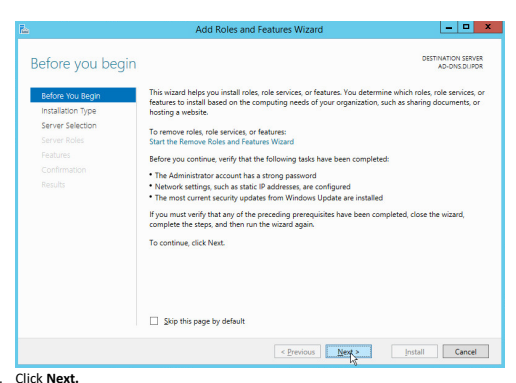 Add Roles and Features Wizard
Before you begin
DESTINATION SERVER
AD-DNS.DI.PDR
Before You Begin
Installation Type
Server Selection
Server Roles
Features
Confirmation
Results
This wizard helps you install roles, role services, or features. You determine which roles, role services, or
features to install based on the computing needs of your organization, such as sharing documents, or
hosting a website.
To remove roles, role services, or features:
Start the Remove Roles and Features Wizard
Before you continue, verify that the following tasks have been completed:
• The Administrator account has a strong password
• Network settings, such as static IP addresses, are configured
• The most current security updates from Windows Update are installed
If you must verify that any of the preceding prerequisites have been completed, close the wizard,
complete the steps, and then run the wizard again.
To continue, click Next.
Skip this page by default
< Previous Next > Install Cancel
. Click Next.